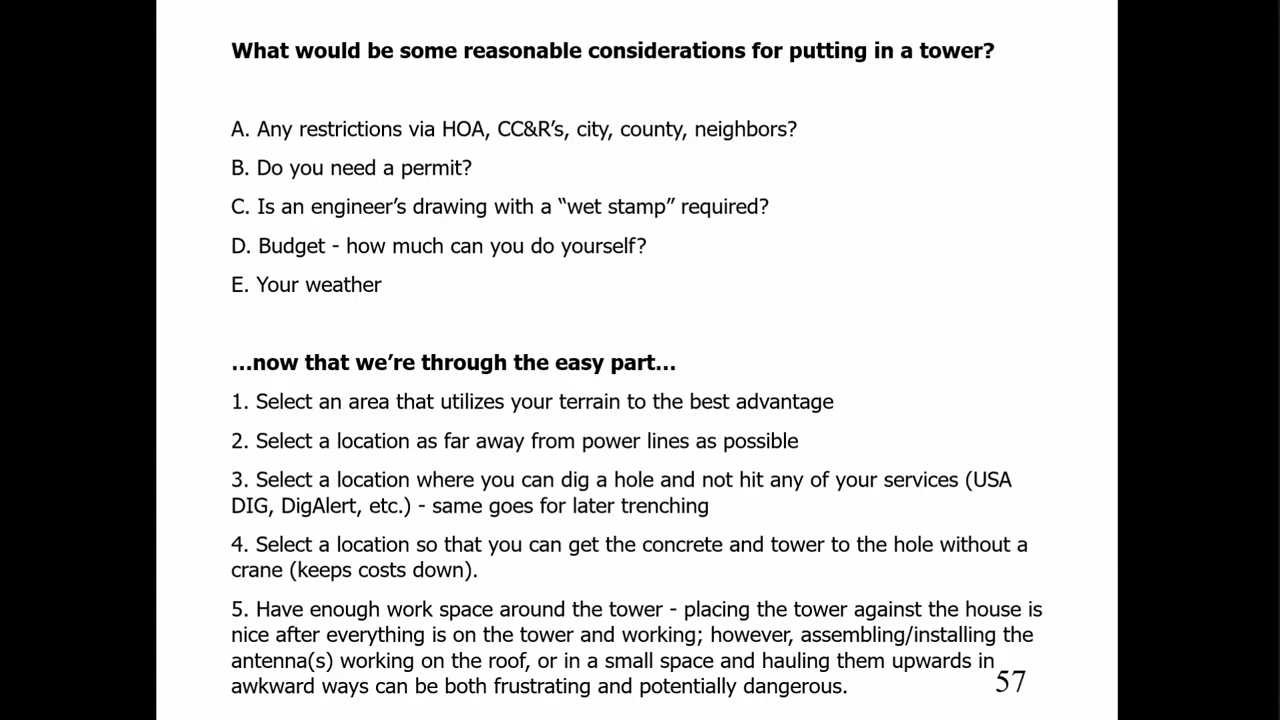 What would be some reasonable considerations for putting in a tower?
A. Any restrictions via HOA, CC&R’s, city, county, neighbors?
B. Do you need a permit?
C. Is an engineer’s drawing with a “wet stamp” required?
D. Budget - how much can you do yourself?
E. Your weather
…now that we’re through the easy part…
1. Select an area that utilizes your terrain to the best advantage
2. Select a location as far away from power lines as possible
3. Select a location where you can dig a hole and not hit any of your services (USA
DIG, DigAlert, etc.) - same goes for later trenching
4. Select a location so that you can get the concrete and tower to the hole without a
crane (keeps costs down).
5. Have enough work space around the tower - placing the tower against the house is
nice after everything is on the tower and working; however, assembling/installing the
antenna(s) working on the roof, or in a small space and hauling them upwards in
awkward ways can be both frustrating and potentially dangerous.
57